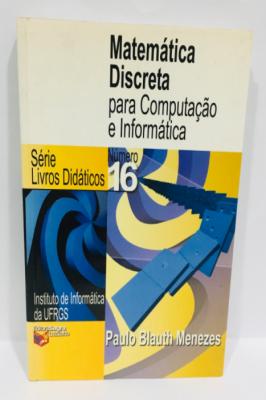 Matemática
Discreta
para Computação
e Informática
Número
16
Série
Livros Didáticos
Instituto de Informática
da UFRGS
Paulo Blauth Menezes